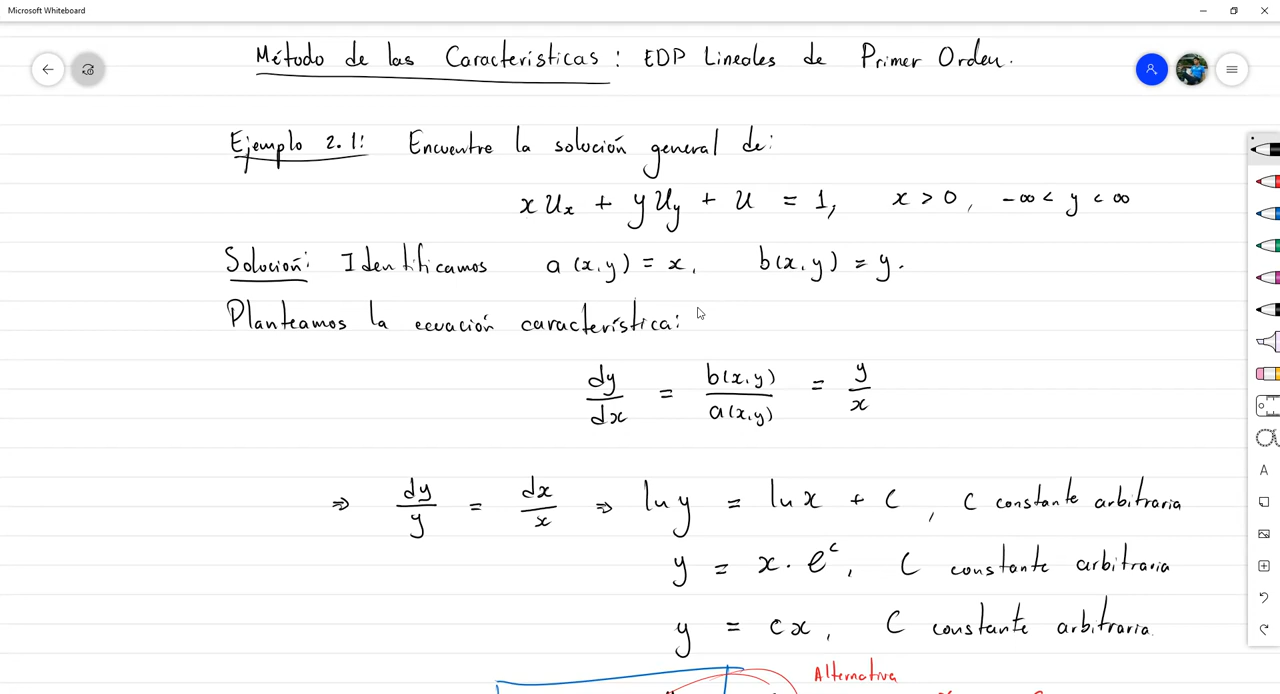 Microsoft Whiteboard
Método de las Características: EDP Lineales de Primer Orden.
Ejemplo 2.1: Encuentre la solución general de:
x Ux + y Uy + U = 1, x > 0, -∞ < y < ∞
Solución: Identificamos a(x,y) = x, b(x,y) = y.
Planteamos la ecuación característica:
dy/dx = b(x,y)/a(x,y) = y/x
⇒ dy/y = dx/x ⇒ ln y = ln x + C, C constante arbitraria
y = x · e^c, C constante arbitraria
y = cx, C constante arbitraria.
Alternativa